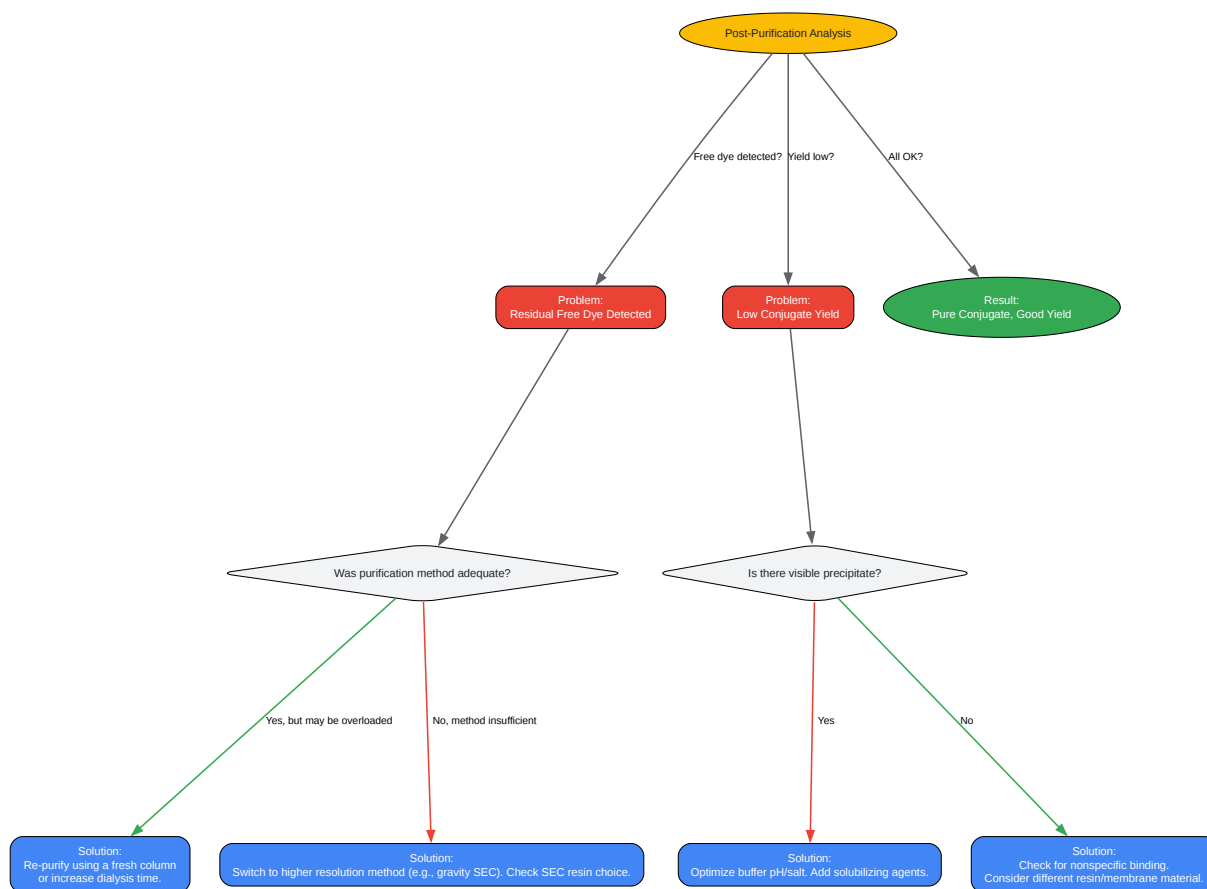 Post-Purification Analysis
Free dye detected?
Yield low?
All OK?
Problem:
Residual Free Dye Detected
Problem:
Low Conjugate Yield
Result:
Pure Conjugate, Good Yield
Was purification method adequate?
Is there visible precipitate?
Yes, but may be overloaded
No, method insufficient
Yes
No
Solution:
Re-purify using a fresh column
or increase dialysis time.
Solution:
Switch to higher resolution method (e.g., gravity SEC). Check SEC resin choice.
Solution:
Optimize buffer pH/salt. Add solubilizing agents.
Solution:
Check for nonspecific binding.
Consider different resin/membrane material.